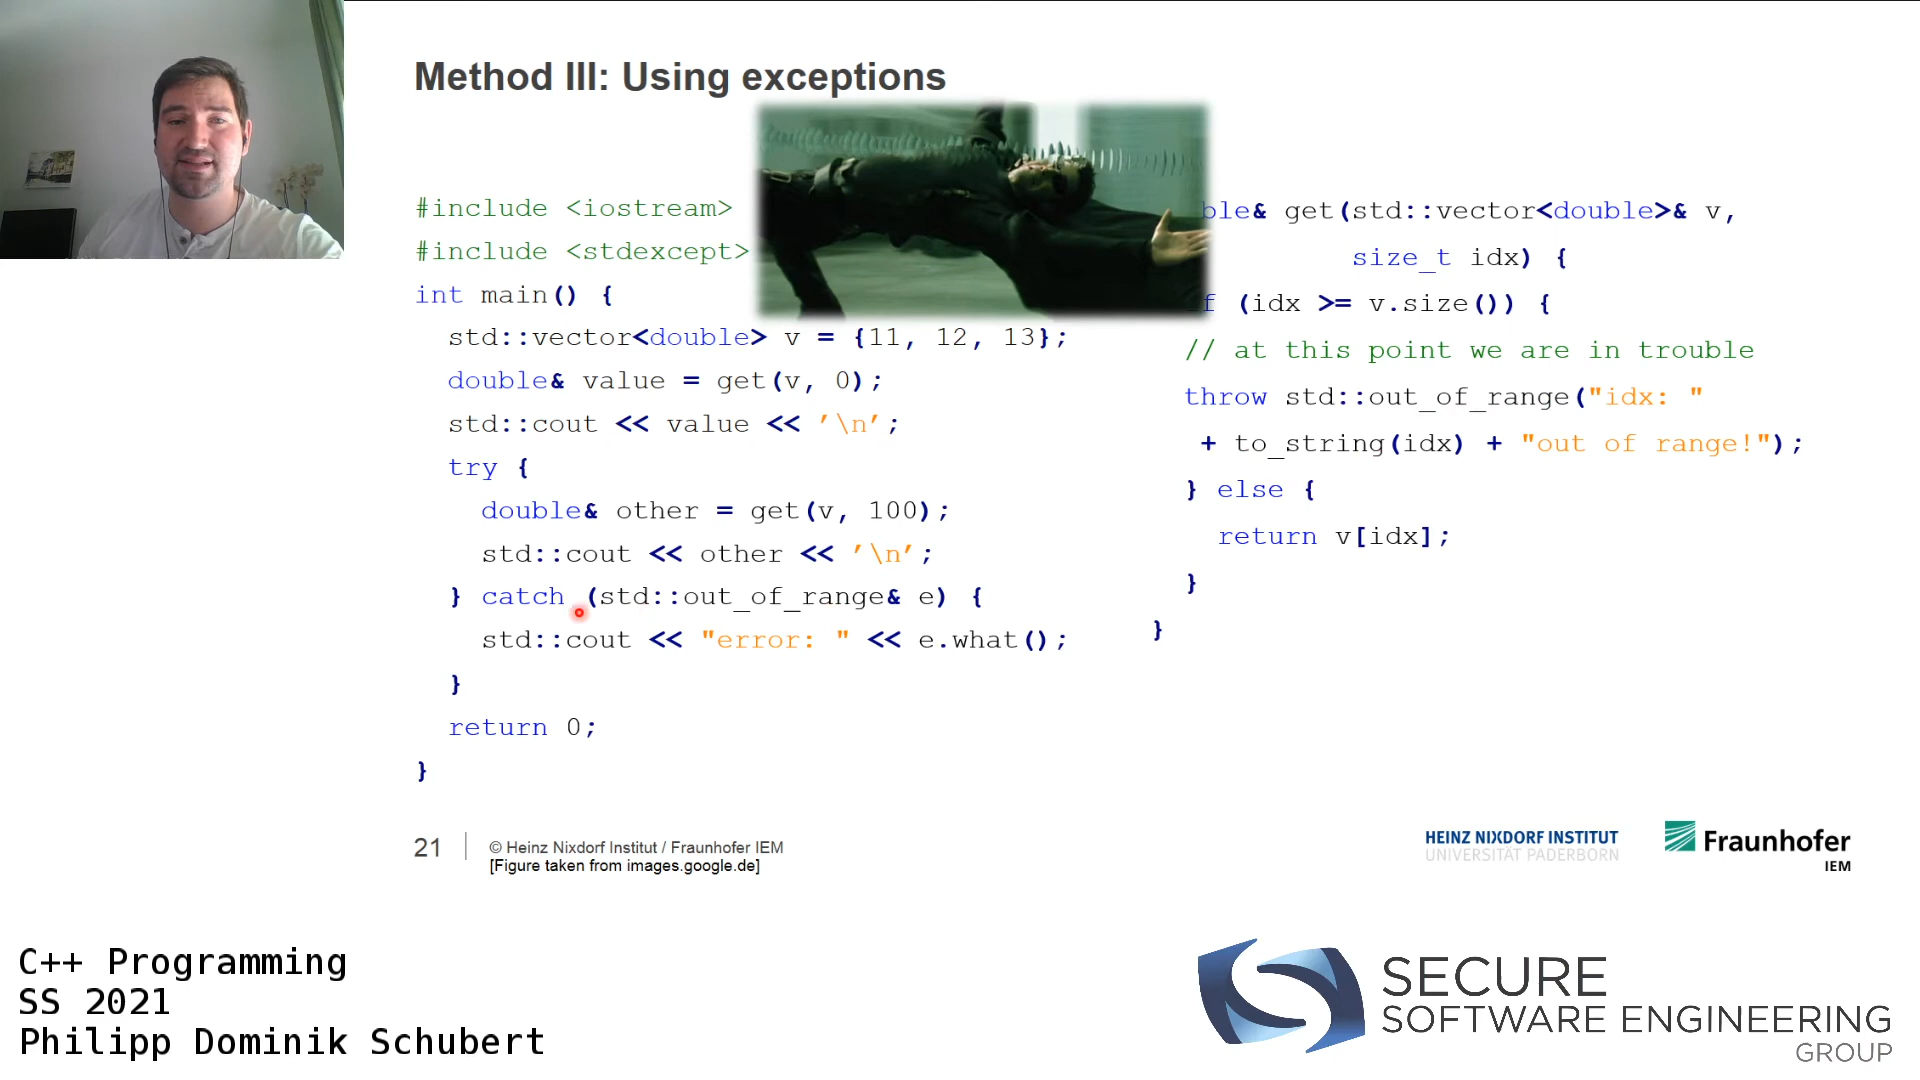 Method III: Using exceptions
#include <iostream>
#include <stdexcept>
int main() {
std::vector<double> v = {11, 12, 13};
double& value = get(v, 0);
std::cout << value << ’\n’;
try {
double& other = get(v, 100);
std::cout << other << ’\n’;
} catch (std::out_of_range& e) {
std::cout << "error: " << e.what();
}
return 0;
}
ble& get(std::vector<double>& v,
size_t idx) {
f (idx >= v.size()) {
// at this point we are in trouble
throw std::out_of_range("idx: "
+ to_string(idx) + "out of range!");
} else {
return v[idx];
}
}
21
© Heinz Nixdorf Institut / Fraunhofer IEM
[Figure taken from images.google.de]
HEINZ NIXDORF INSTITUT
UNIVERSITÄT PADERBORN
Fraunhofer
IEM
C++ Programming
SS 2021
Philipp Dominik Schubert
SECURE
SOFTWARE ENGINEERING
GROUP